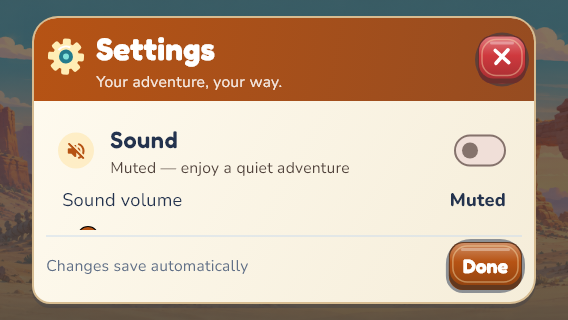 Settings
Your adventure, your way.
Sound
Muted — enjoy a quiet adventure
Sound volume
Muted
Changes save automatically
Done